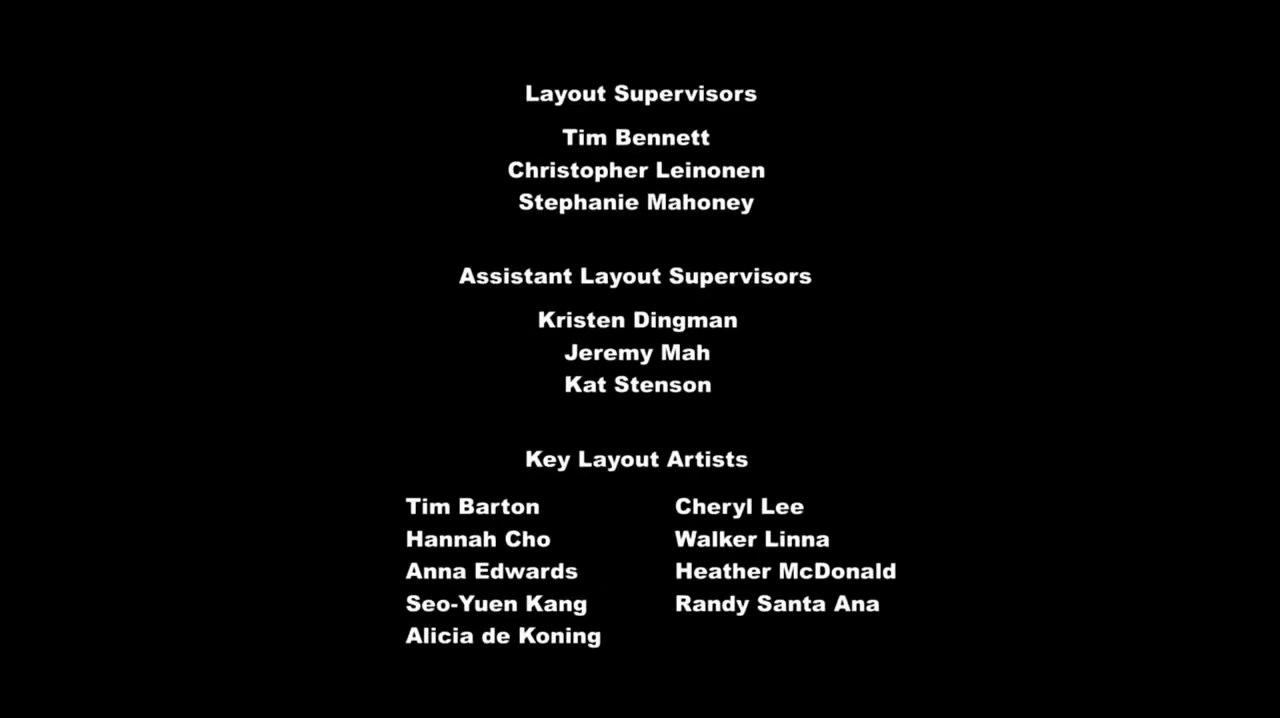 Layout Supervisors
Tim Bennett
Christopher Leinonen
Stephanie Mahoney
Assistant Layout Supervisors
Kristen Dingman
Jeremy Mah
Kat Stenson
Key Layout Artists
Tim Barton
Hannah Cho
Anna Edwards
Seo-Yuen Kang
Alicia de Koning
Cheryl Lee
Walker Linna
Heather McDonald
Randy Santa Ana